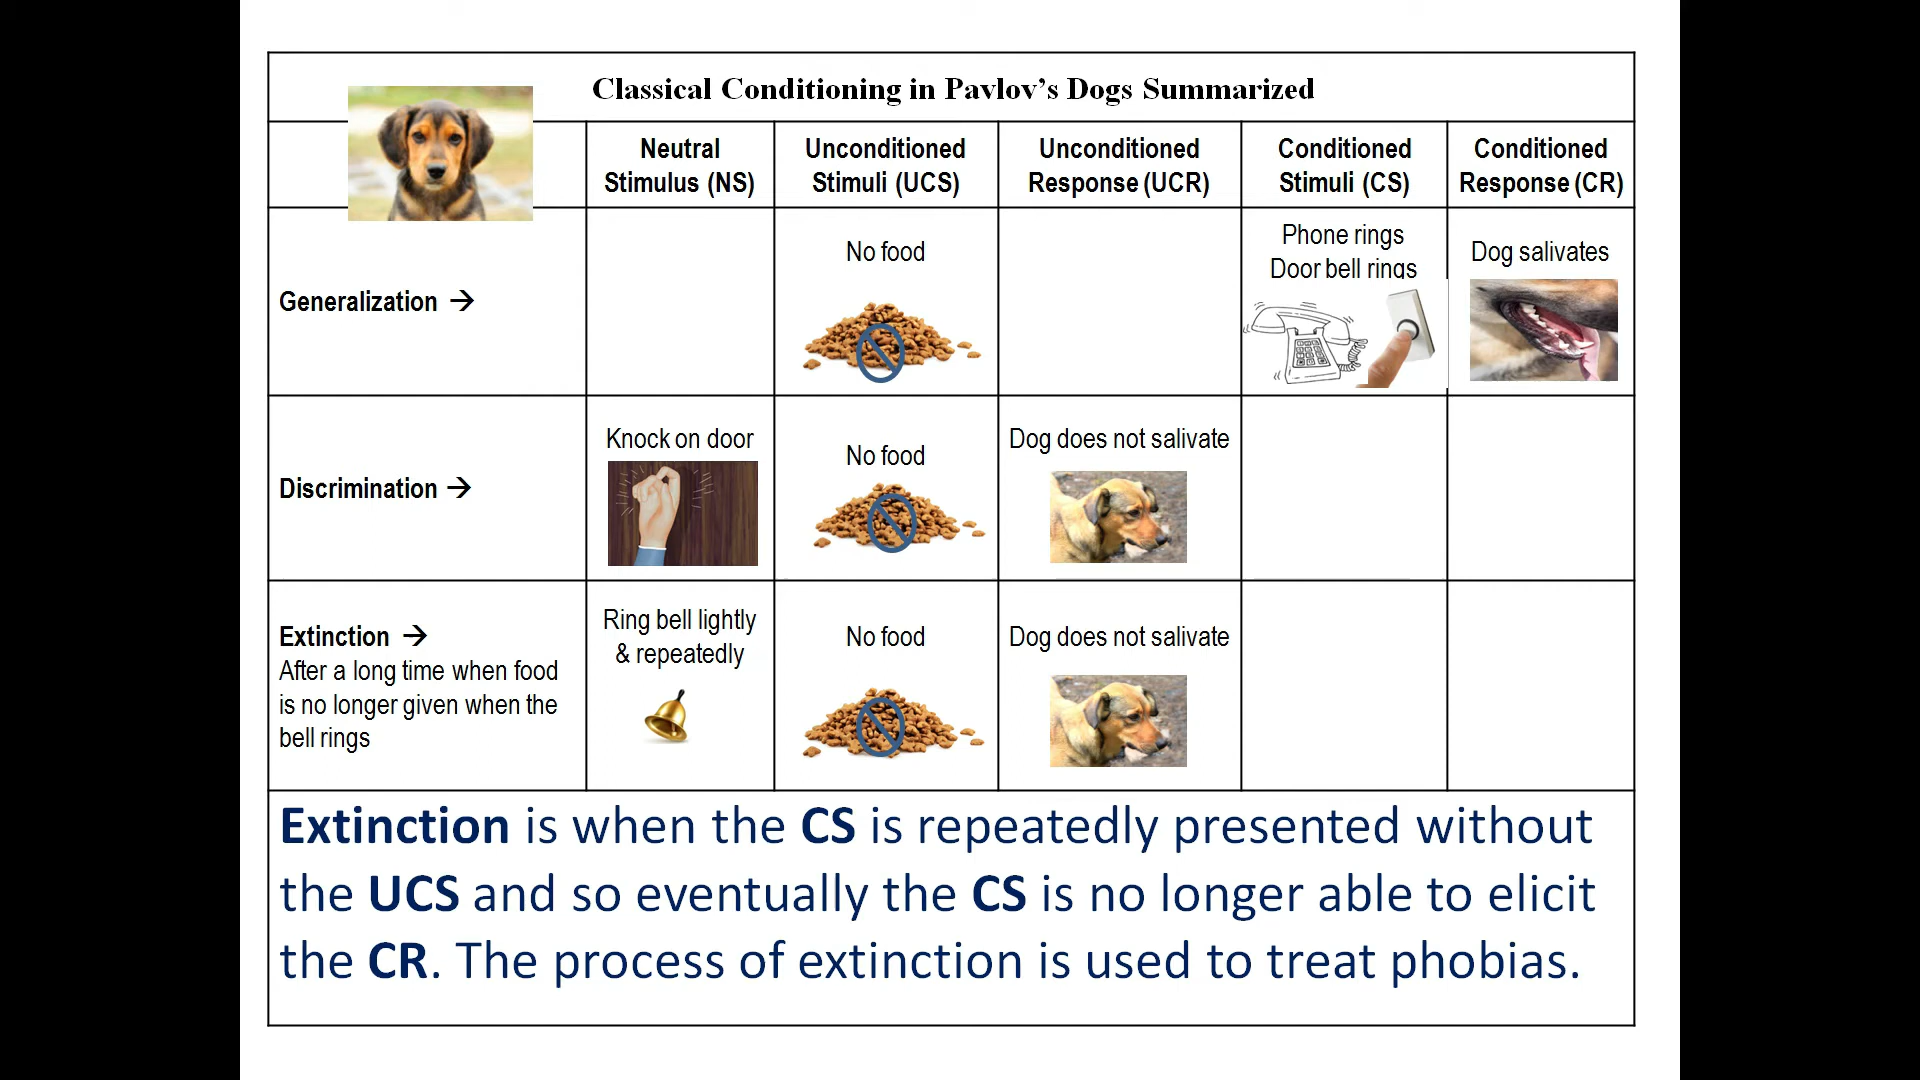 Classical Conditioning in Pavlov's Dogs Summarized
Neutral
Stimulus (NS)
Unconditioned
Stimuli (UCS)
Unconditioned
Response (UCR)
Conditioned
Stimuli (CS)
Conditioned
Response (CR)
Generalization →
No food
Phone rings
Door bell rings
Dog salivates
Discrimination →
Knock on door
No food
Dog does not salivate
Extinction →
After a long time when food
is no longer given when the
bell rings
Ring bell lightly
& repeatedly
No food
Dog does not salivate
Extinction is when the CS is repeatedly presented without
the UCS and so eventually the CS is no longer able to elicit
the CR. The process of extinction is used to treat phobias.